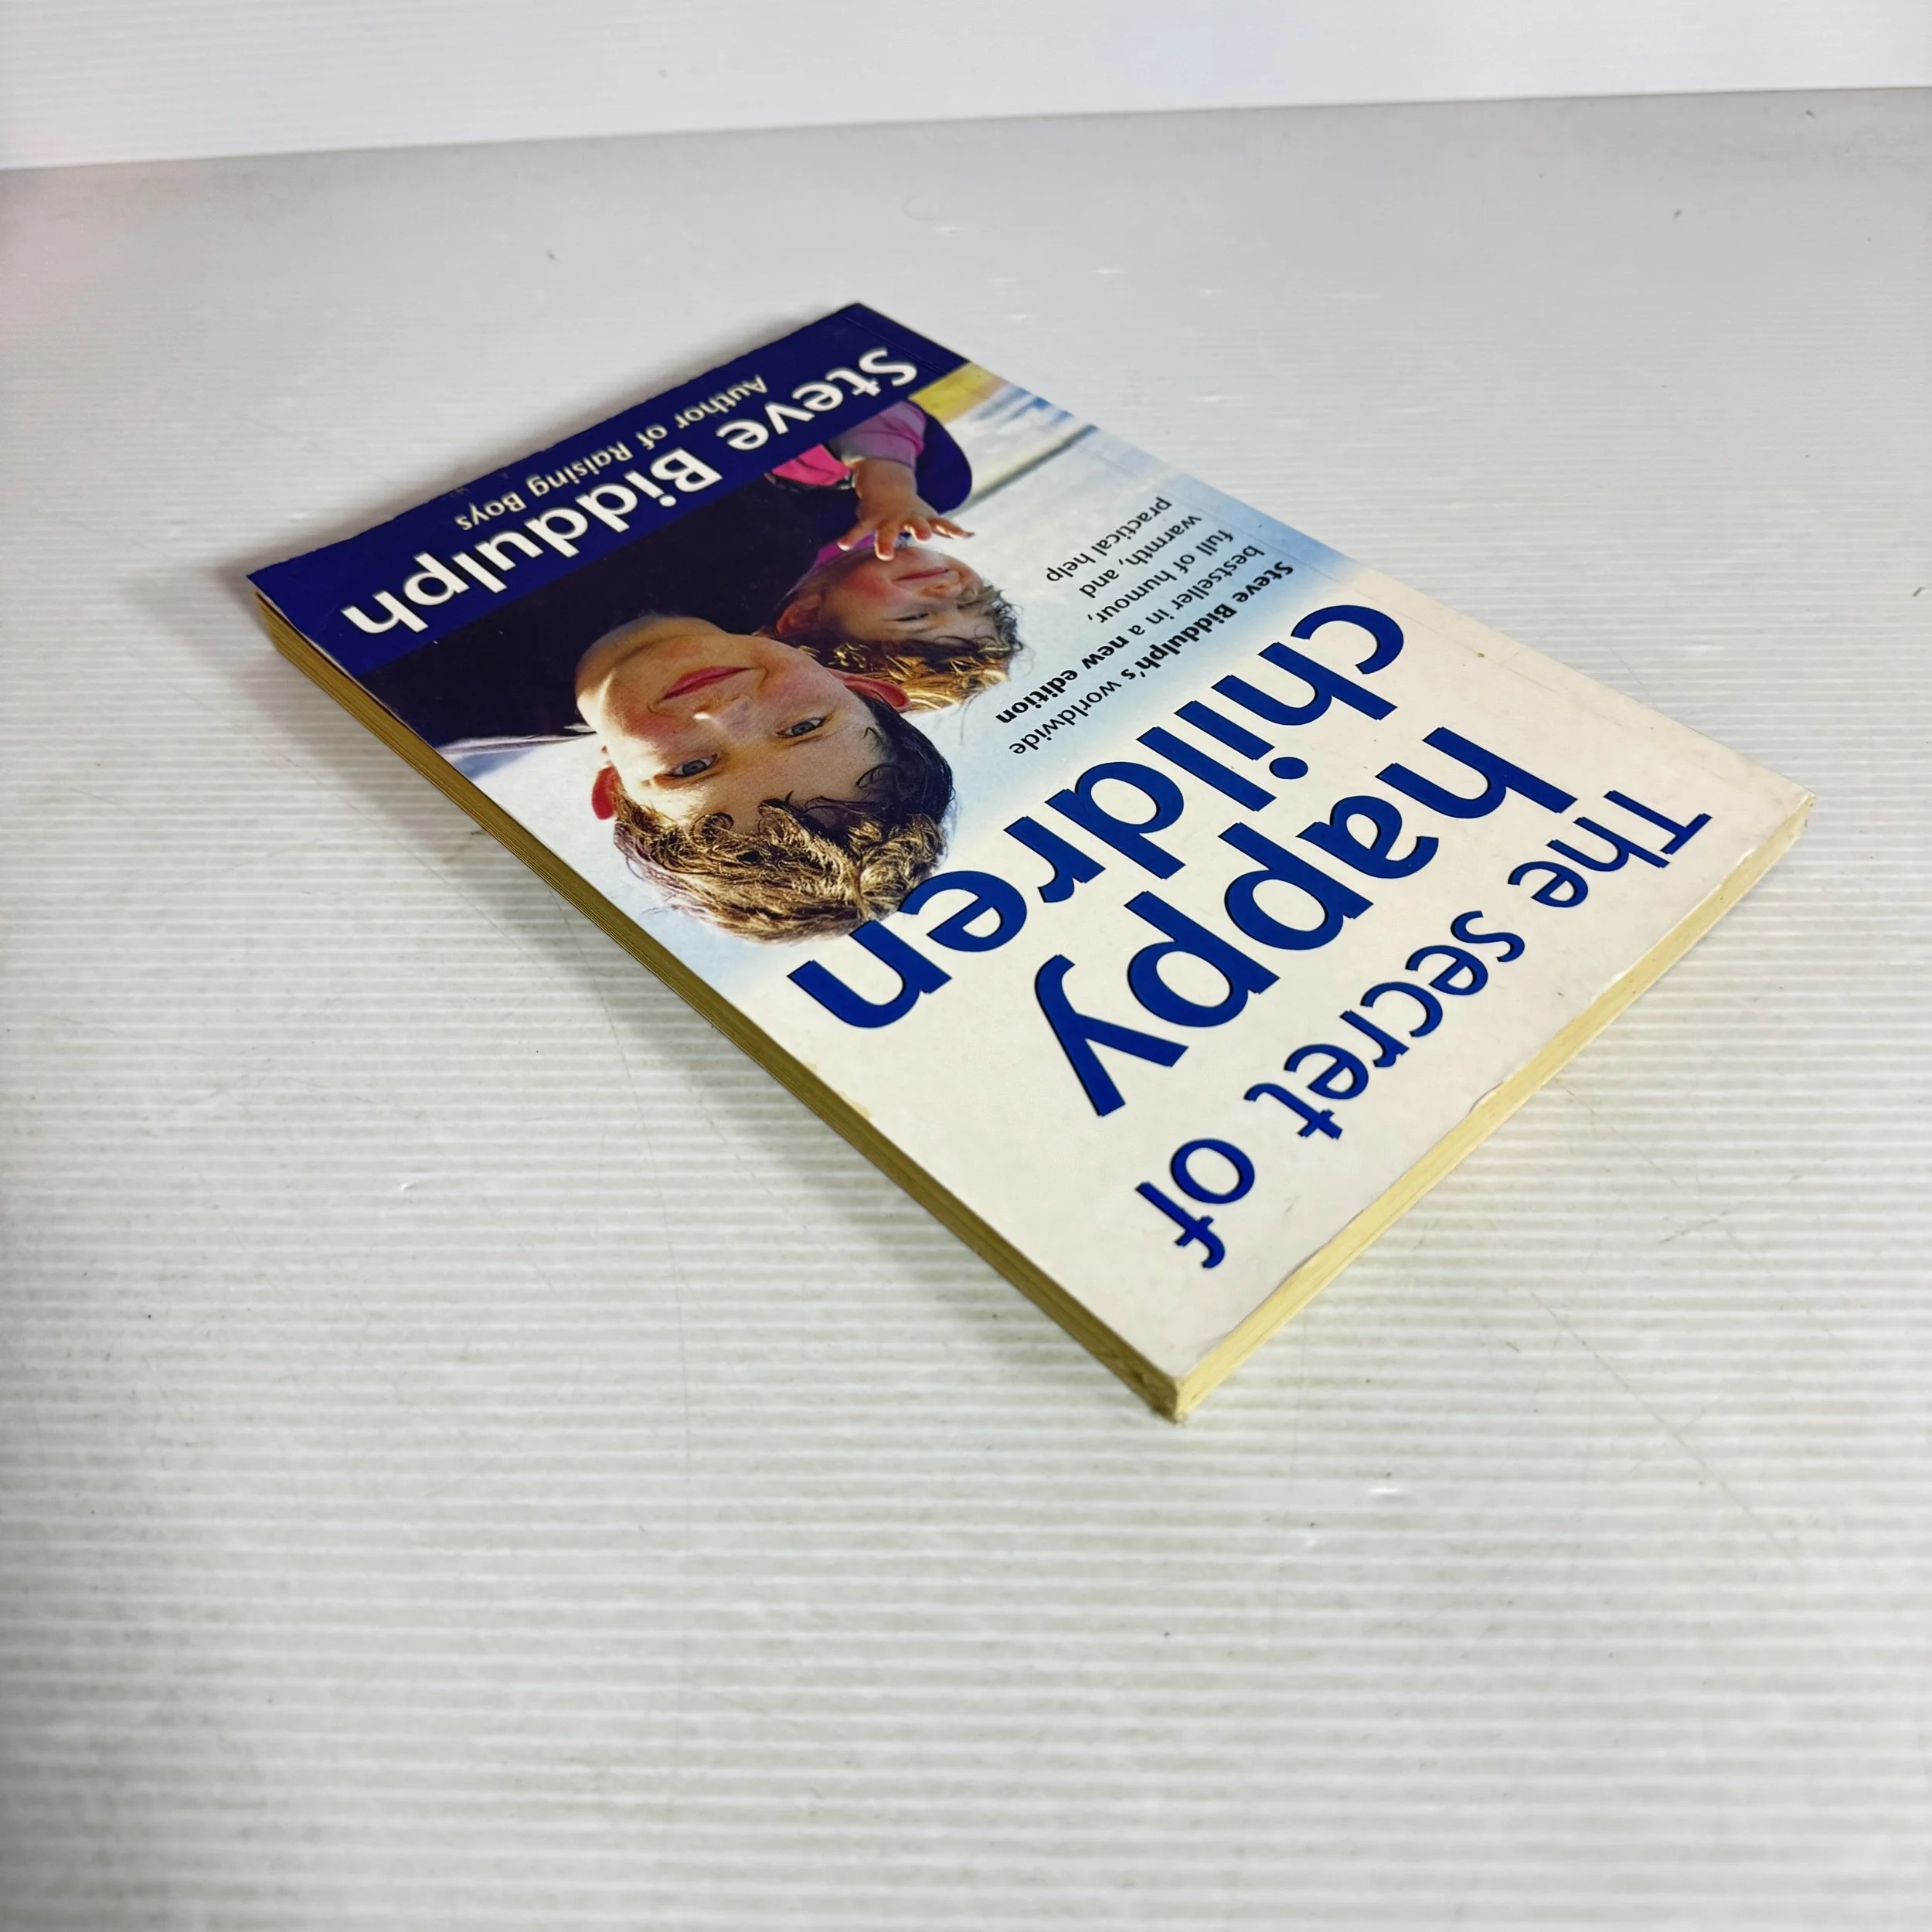 The secret of
happy
children
Steve Biddulph's worldwide
bestseller in a new edition
full of humour,
warmth, and
practical help
Steve Biddulph
Author of Raising Boys